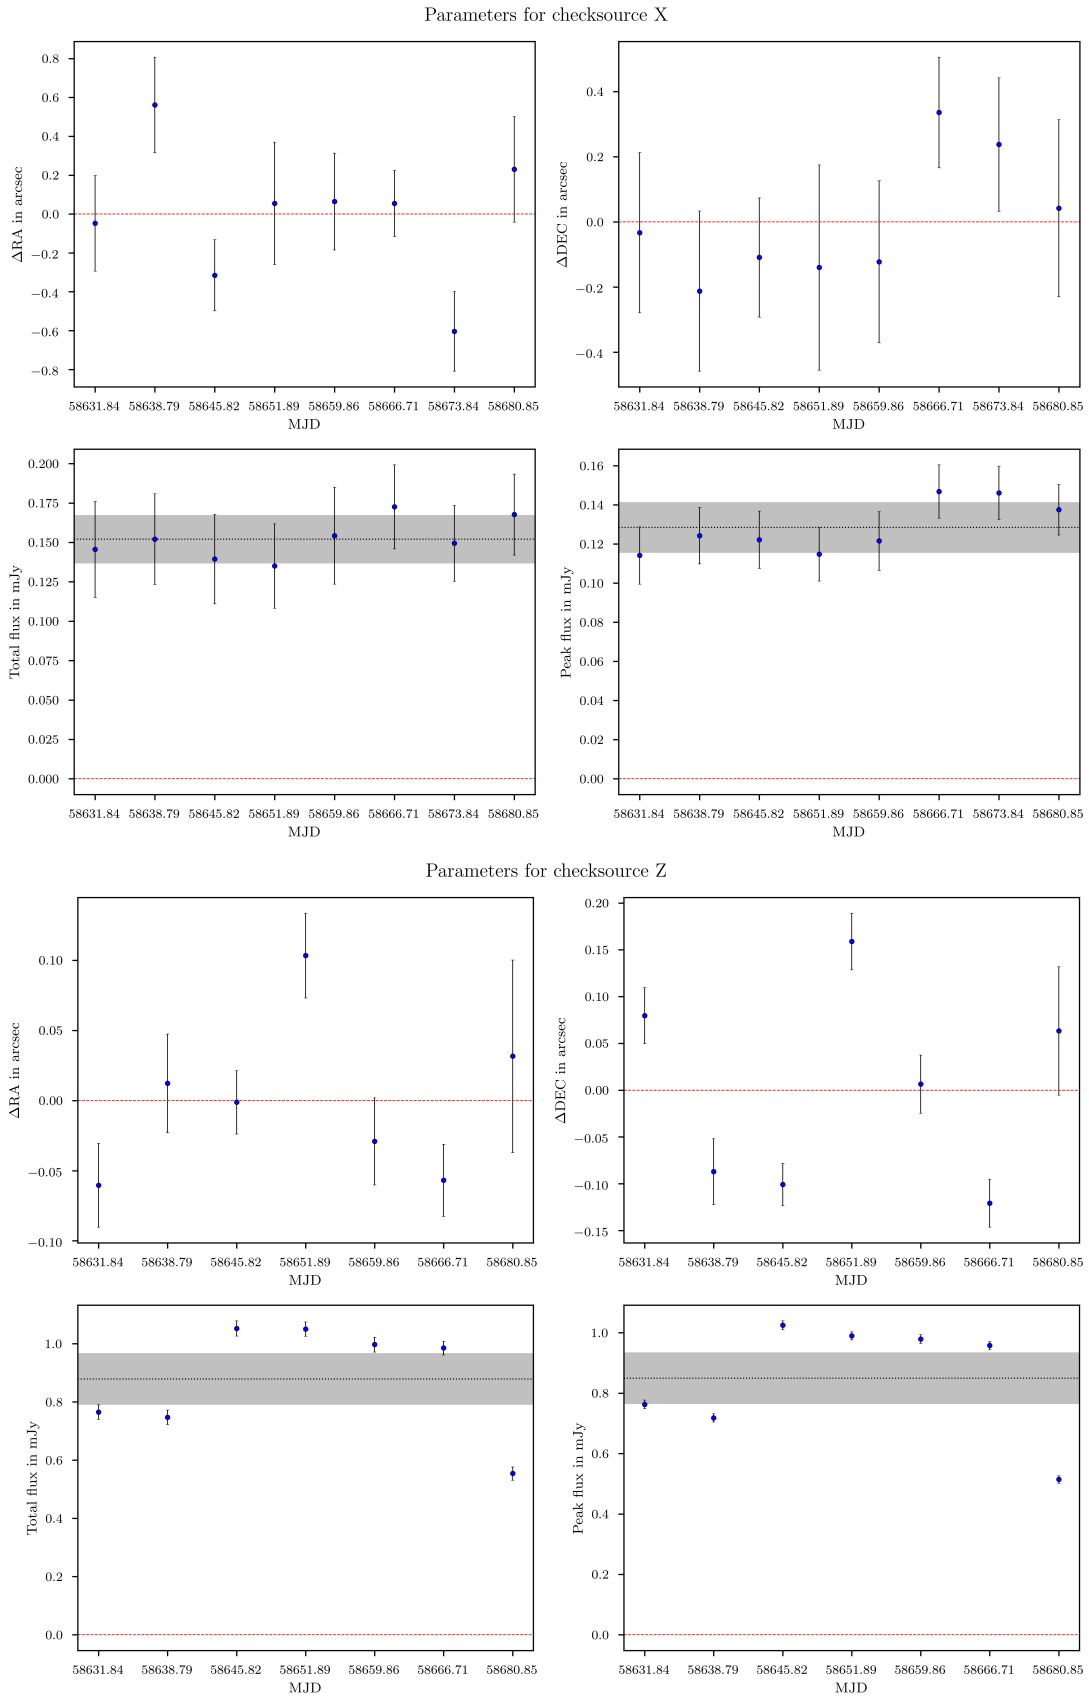 Parameters for checksource X
ΔRA in arcsec
0.8
0.6
0.4
0.2
0.0
−0.2
−0.4
−0.6
−0.8
58631.84 58638.79 58645.82 58651.89 58659.86 58666.71 58673.84 58680.85
MJD
ΔDEC in arcsec
0.4
0.2
0.0
−0.2
−0.4
58631.84 58638.79 58645.82 58651.89 58659.86 58666.71 58673.84 58680.85
MJD
Total flux in mJy
0.200
0.175
0.150
0.125
0.100
0.075
0.050
0.025
0.000
58631.84 58638.79 58645.82 58651.89 58659.86 58666.71 58673.84 58680.85
MJD
Peak flux in mJy
0.16
0.14
0.12
0.10
0.08
0.06
0.04
0.02
0.00
58631.84 58638.79 58645.82 58651.89 58659.86 58666.71 58673.84 58680.85
MJD
Parameters for checksource Z
ΔRA in arcsec
0.10
0.05
0.00
−0.05
−0.10
58631.84 58638.79 58645.82 58651.89 58659.86 58666.71 58680.85
MJD
ΔDEC in arcsec
0.20
0.15
0.10
0.05
0.00
−0.05
−0.10
−0.15
58631.84 58638.79 58645.82 58651.89 58659.86 58666.71 58680.85
MJD
Total flux in mJy
1.0
0.8
0.6
0.4
0.2
0.0
58631.84 58638.79 58645.82 58651.89 58659.86 58666.71 58680.85
MJD
Peak flux in mJy
1.0
0.8
0.6
0.4
0.2
0.0
58631.84 58638.79 58645.82 58651.89 58659.86 58666.71 58680.85
MJD